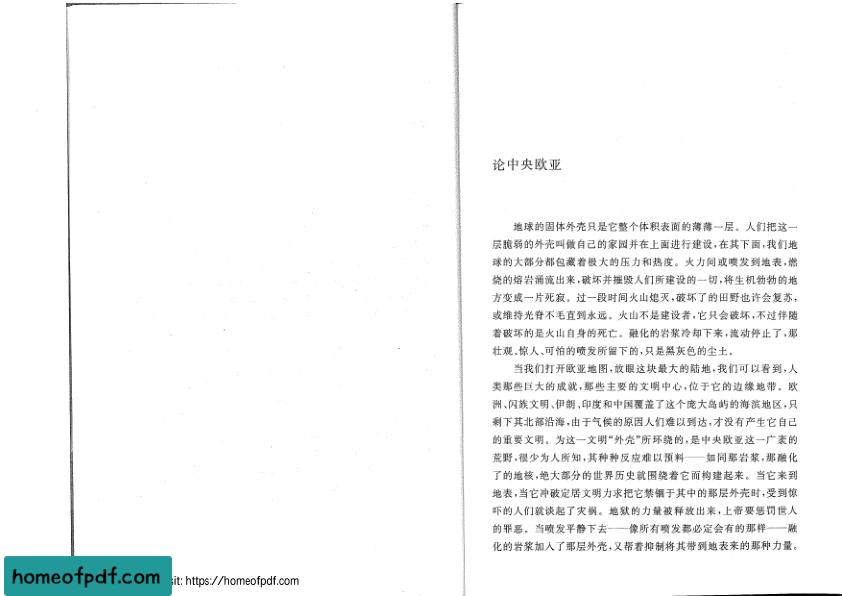 论中央欧亚
地球的固体外壳只是它整个体积表面的薄薄一层。人们把这一
层脆弱的外壳叫做自己的家园并在上面进行建设，在其下面，我们地
球的大部分都包藏着极大的压力和热度。火力间或喷发到地表，燃
烧的熔岩涌流出来，破坏并摧毁人们所建设的一切，将生机勃勃的地
方变成一片死寂。过一段时间火山熄灭，破坏了的田野也许会复苏，
或维持光脊不毛直到永远。火山不是建设者，它只会破坏，不过伴随
着破坏的是火山自身的死亡。融化的岩浆冷却下来，流动停止了，那
壮观、惊人、可怕的喷发所留下的，只是黑灰色的尘土。
当我们打开欧亚地图，放眼这块最大的陆地，我们可以看到，人
类那些巨大的成就，那些主要的文明中心，位于它的边缘地带。欧
洲、闪族文明、伊朗、印度和中国覆盖了这个庞大岛屿的海滨地区，只
剩下其北部沿海，由于气候的原因人们难以到达，才没有产生它自己
的重要文明。为这一文明“外壳”所环绕的，是中央欧亚这一广袤的
荒野，很少为人所知，其种种反应难以预料——如同那岩浆，那融化
了的地核，绝大部分的世界历史就围绕着它而构建起来。当它来到
地表，当它冲破定居文明力求把它禁锢于其中的那层外壳时，受到惊
吓的人们就谈起了灾祸。地狱的力量被释放出来，上帝要惩罚世人
的罪恶。当喷发平静下去——像所有喷发都必定会有的那样——融
化的岩浆加入了那层外壳，又帮着抑制将其带到地表来的那种力量。
homeofpdf.com
sit: https://homeofpdf.com